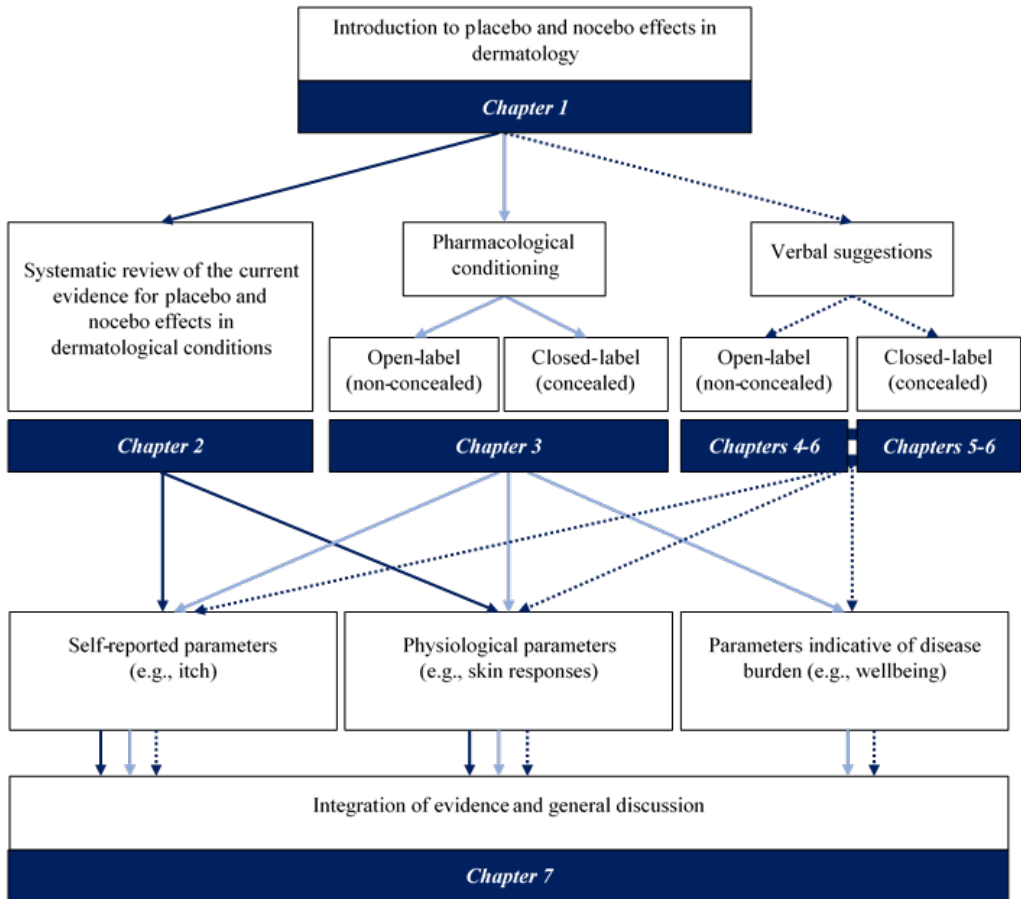 Introduction to placebo and nocebo effects in
dermatology
Chapter 1
Systematic review of the current
evidence for placebo and
nocebo effects in
dermatological conditions
Pharmacological
conditioning
Verbal suggestions
Open-label
(non-concealed)
Closed-label
(concealed)
Open-label
(non-concealed)
Closed-label
(concealed)
Chapter 2
Chapter 3
Chapters 4-6
Chapters 5-6
Self-reported parameters
(e.g., itch)
Physiological parameters
(e.g., skin responses)
Parameters indicative of disease
burden (e.g., wellbeing)
Integration of evidence and general discussion
Chapter 7